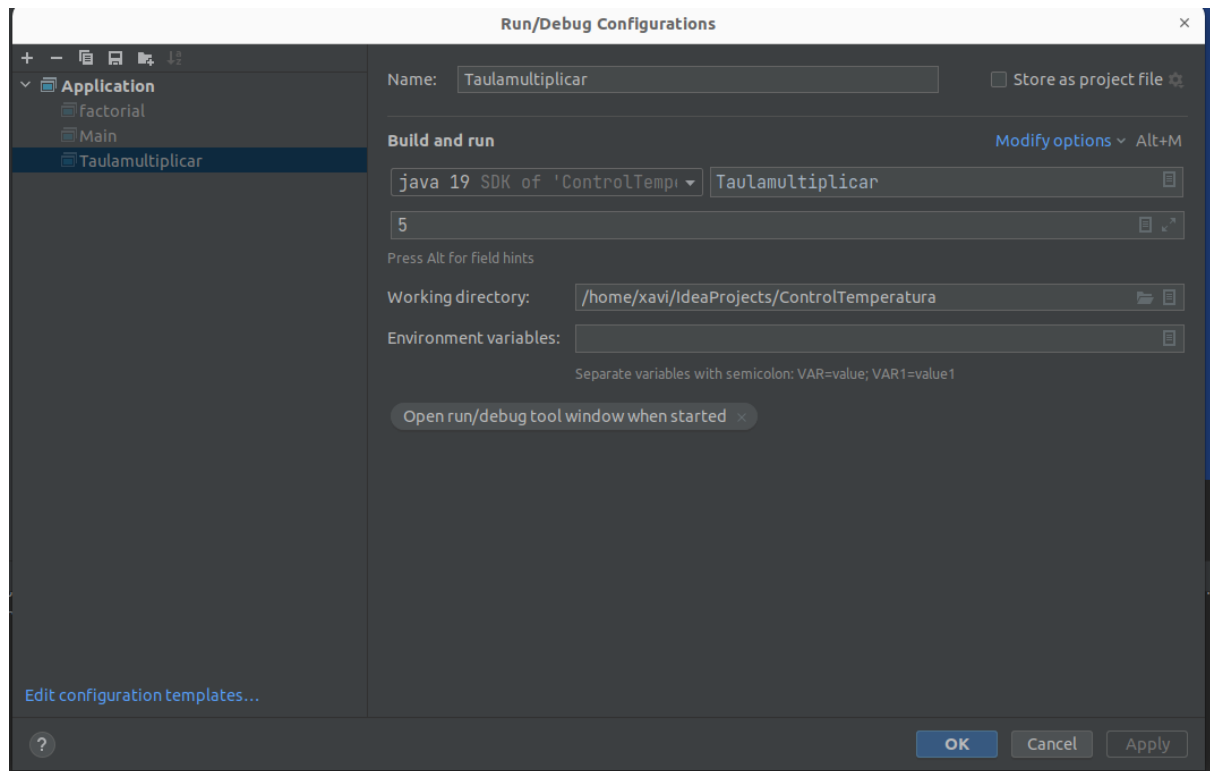 Run/Debug Configurations
Application
factorial
Main
Taulamultiplicar
Edit configuration templates...
Name: Taulamultiplicar Store as project file
Build and run Modify options Alt+M
java 19 SDK of 'ControlTemp Taulamultiplicar
5
Press Alt for field hints
Working directory: /home/xavi/IdeaProjects/ControlTemperatura
Environment variables:
Separate variables with semicolon: VAR=value; VAR1=value1
Open run/debug tool window when started
? OK Cancel Apply